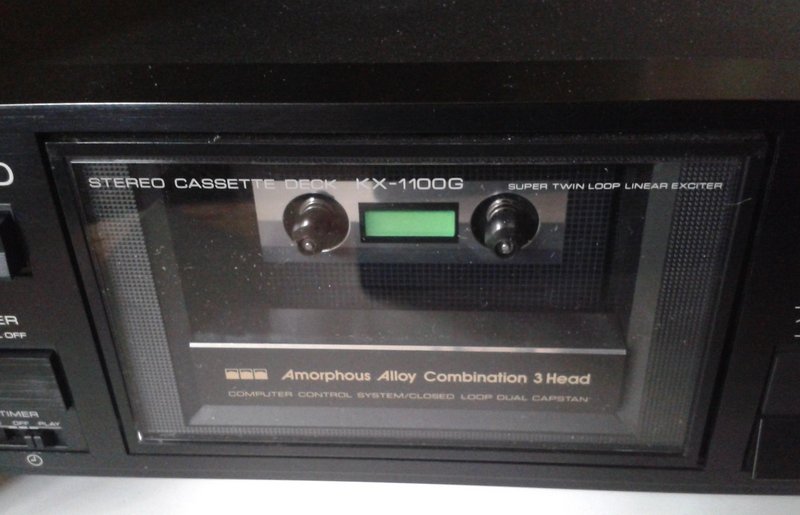 STEREO CASSETTE DECK KX-1100G
SUPER TWIN LOOP LINEAR EXCITER
Amorphous Alloy Combination 3 Head
COMPUTER CONTROL SYSTEM/CLOSED LOOP DUAL CAPSTAN
OFF
TIMER
OFF PLAY